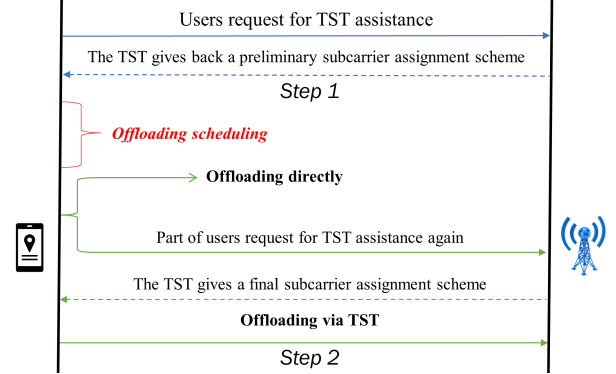 Users request for TST assistance
The TST gives back a preliminary subcarrier assignment scheme
Step 1
Offloading scheduling
Offloading directly
Part of users request for TST assistance again
The TST gives a final subcarrier assignment scheme
Offloading via TST
Step 2